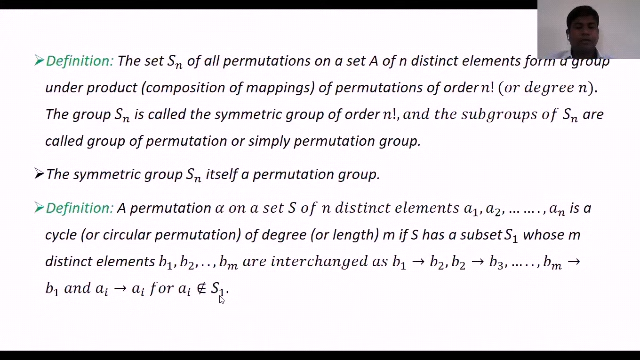 ➢Definition: The set Sₙ of all permutations on a set A of n distinct elements form a group
under product (composition of mappings) of permutations of order n! (or degree n).
The group Sₙ is called the symmetric group of order n!, and the subgroups of Sₙ are
called group of permutation or simply permutation group.
➢The symmetric group Sₙ itself a permutation group.
➢Definition: A permutation α on a set S of n distinct elements a₁, a₂, … … ., aₙ is a
cycle (or circular permutation) of degree (or length) m if S has a subset S₁ whose m
distinct elements b₁, b₂, . . , bₘ are interchanged as b₁ → b₂, b₂ → b₃, … . . , bₘ →
b₁ and aᵢ → aᵢ for aᵢ ∉ S₁.